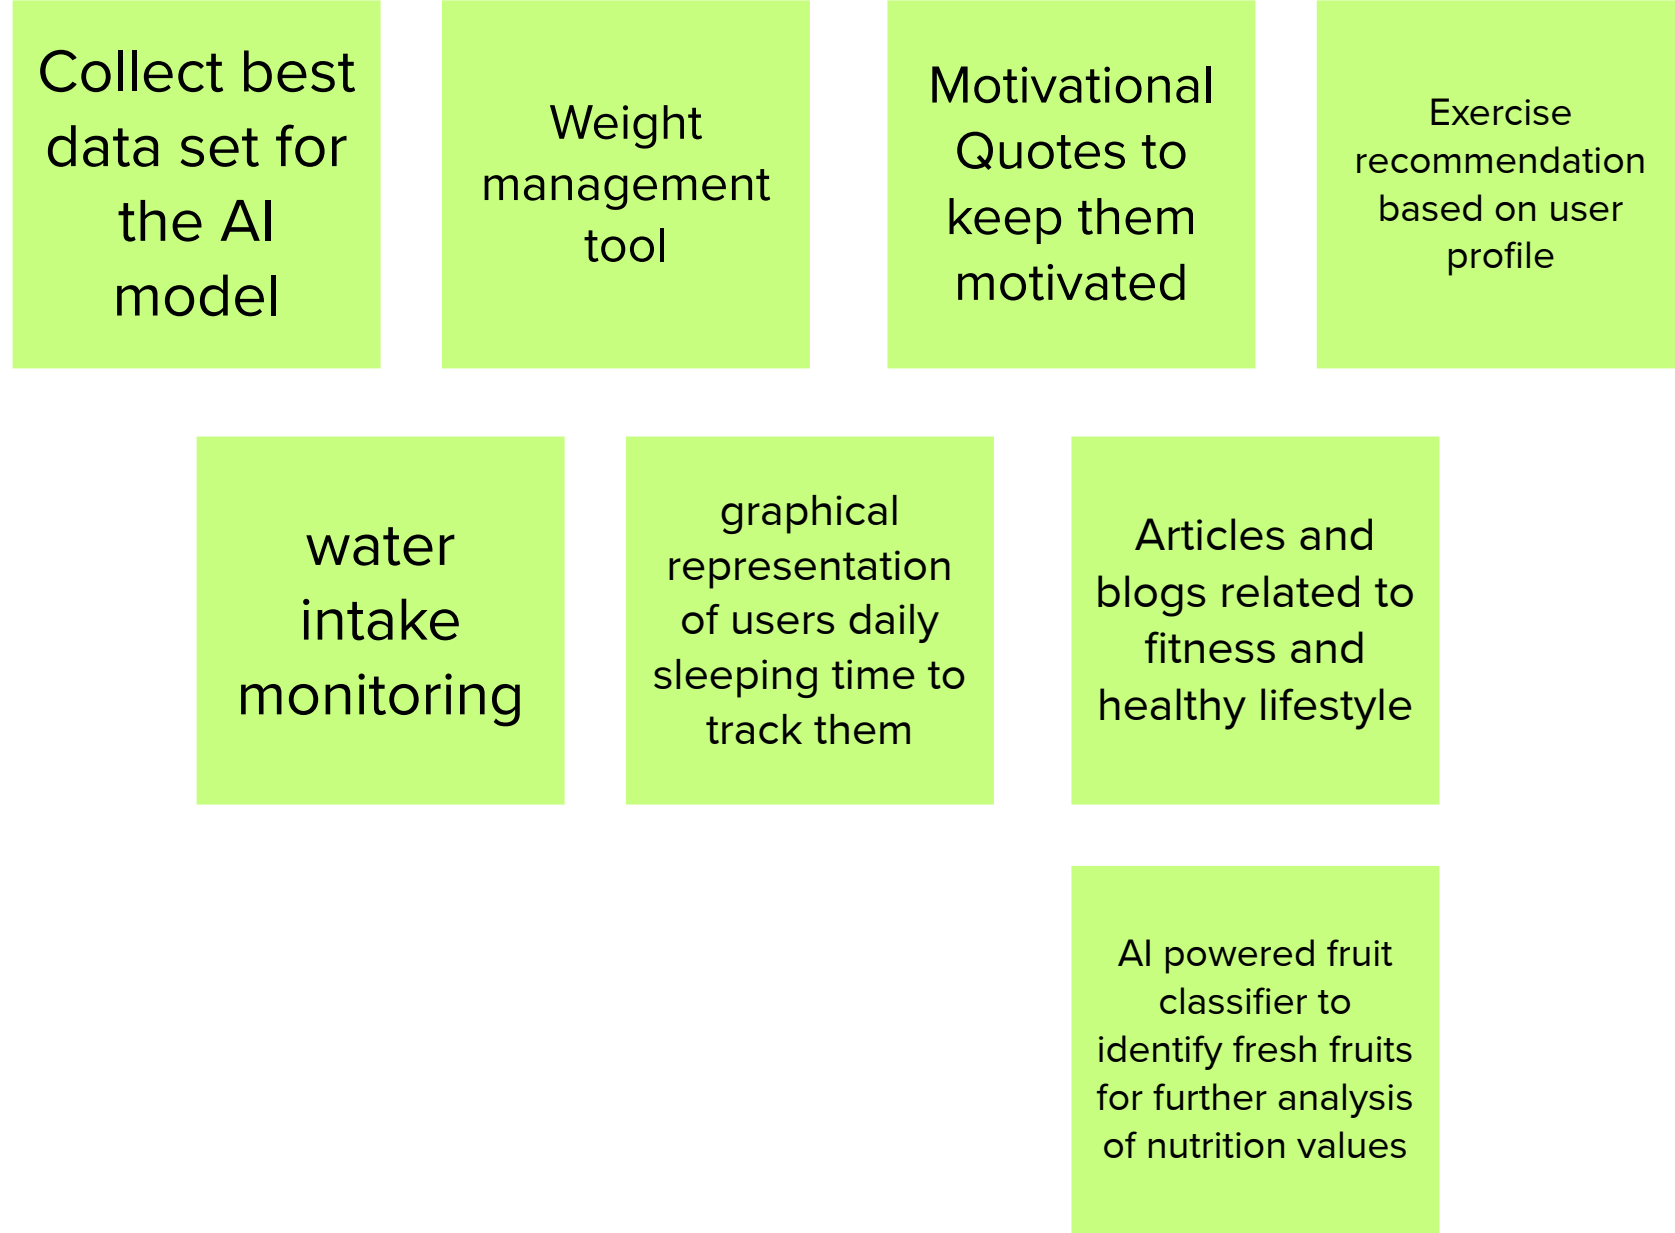 Collect best
data set for
the AI
model
Weight
management
tool
Motivational
Quotes to
keep them
motivated
Exercise
recommendation
based on user
profile
water
intake
monitoring
graphical
representation
of users daily
sleeping time to
track them
Articles and
blogs related to
fitness and
healthy lifestyle
AI powered fruit
classifier to
identify fresh fruits
for further analysis
of nutrition values